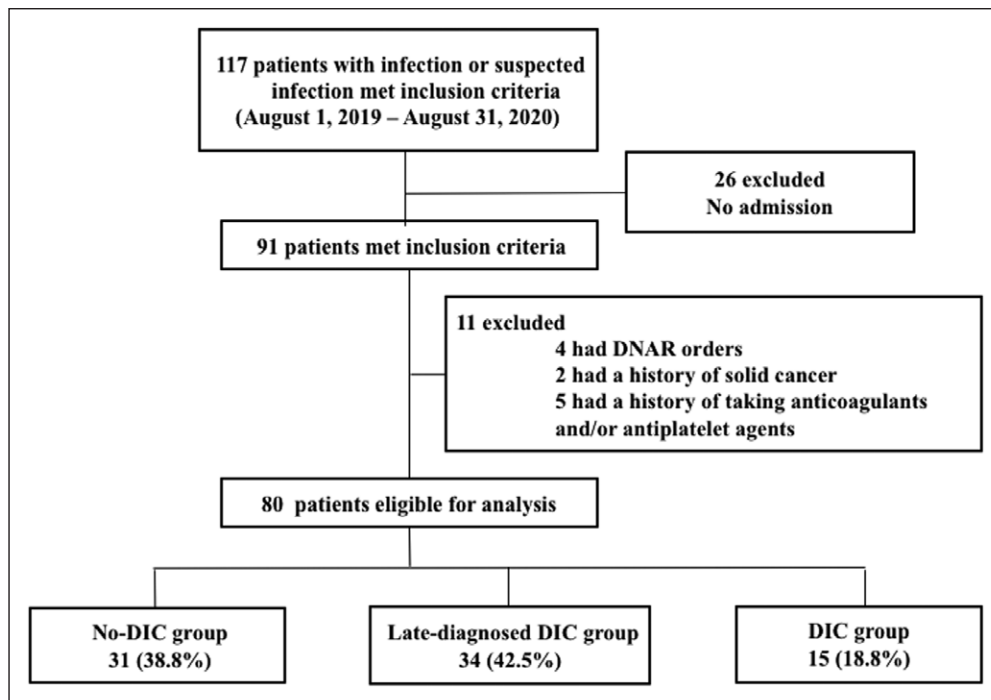 117 patients with infection or suspected
infection met inclusion criteria
(August 1, 2019 – August 31, 2020)
26 excluded
No admission
91 patients met inclusion criteria
11 excluded
4 had DNAR orders
2 had a history of solid cancer
5 had a history of taking anticoagulants
and/or antiplatelet agents
80 patients eligible for analysis
No-DIC group
31 (38.8%)
Late-diagnosed DIC group
34 (42.5%)
DIC group
15 (18.8%)